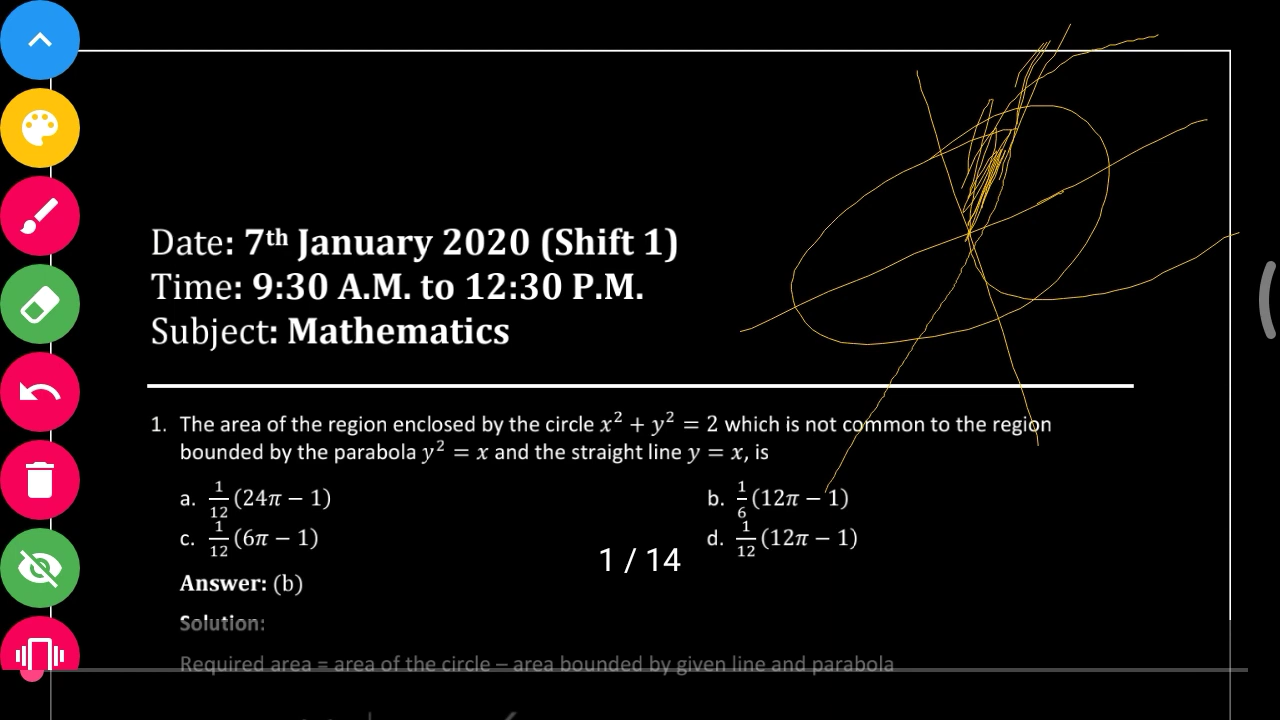 Date: 7th January 2020 (Shift 1)
Time: 9:30 A.M. to 12:30 P.M.
Subject: Mathematics
1. The area of the region enclosed by the circle x² + y² = 2 which is not common to the region
bounded by the parabola y² = x and the straight line y = x, is
a. 1/12 (24π − 1) b. 1/6 (12π − 1)
c. 1/12 (6π − 1) d. 1/12 (12π − 1)
1 / 14
Answer: (b)
Solution:
Required area = area of the circle – area bounded by given line and parabola